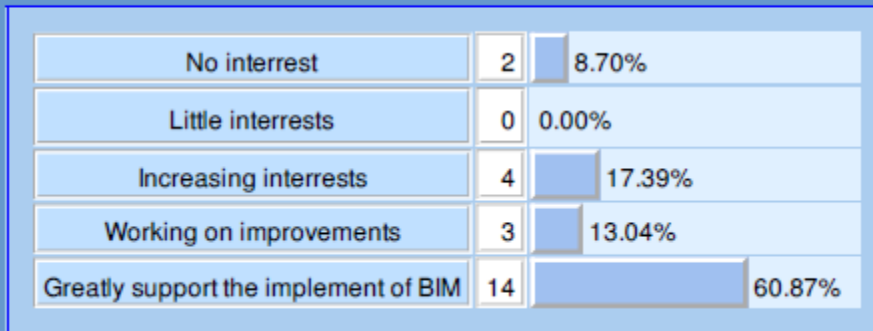 No interrest 2 8.70%
Little interrests 0 0.00%
Increasing interrests 4 17.39%
Working on improvements 3 13.04%
Greatly support the implement of BIM 14 60.87%